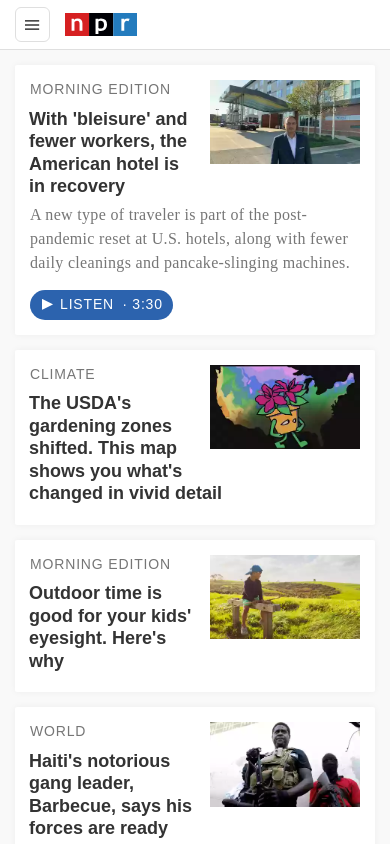 npr
MORNING EDITION
With 'bleisure' and
fewer workers, the
American hotel is
in recovery
A new type of traveler is part of the post-
pandemic reset at U.S. hotels, along with fewer
daily cleanings and pancake-slinging machines.
LISTEN · 3:30
CLIMATE
The USDA's
gardening zones
shifted. This map
shows you what's
changed in vivid detail
MORNING EDITION
Outdoor time is
good for your kids'
eyesight. Here's
why
WORLD
Haiti's notorious
gang leader,
Barbecue, says his
forces are ready